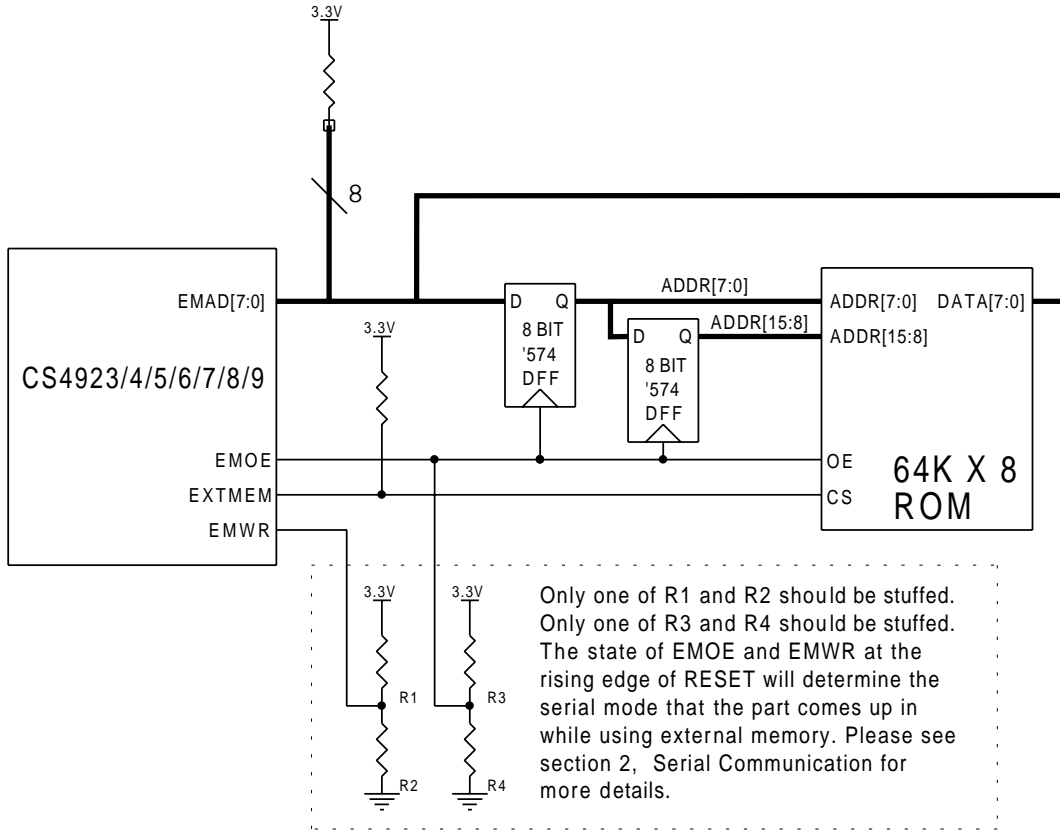 3.3V
8
EMAD[7:0]
D Q
8 BIT
'574
DFF
ADDR[7:0]
ADDR[15:8]
D Q
8 BIT
'574
DFF
ADDR[7:0] DATA[7:0]
ADDR[15:8]
3.3V
CS4923/4/5/6/7/8/9
EMOE
EXTMEM
EMWR
OE
CS
64K X 8
ROM
3.3V
3.3V
R1
R3
R2
R4
Only one of R1 and R2 should be stuffed.
Only one of R3 and R4 should be stuffed.
The state of EMOE and EMWR at the
rising edge of RESET will determine the
serial mode that the part comes up in
while using external memory. Please see
section 2, Serial Communication for
more details.